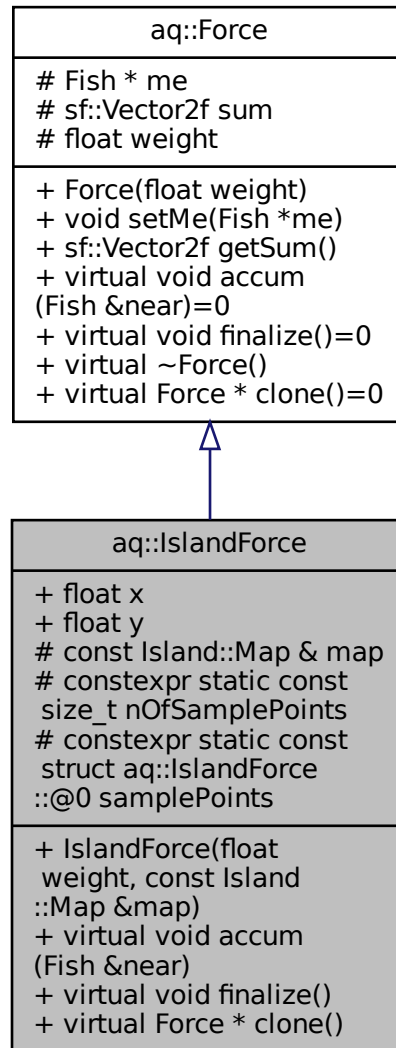 aq::Force
# Fish * me
# sf::Vector2f sum
# float weight
+ Force(float weight)
+ void setMe(Fish *me)
+ sf::Vector2f getSum()
+ virtual void accum
(Fish &near)=0
+ virtual void finalize()=0
+ virtual ~Force()
+ virtual Force * clone()=0
aq::IslandForce
+ float x
+ float y
# const Island::Map & map
# constexpr static const
size_t nOfSamplePoints
# constexpr static const
struct aq::IslandForce
::@0 samplePoints
+ IslandForce(float
weight, const Island
::Map &map)
+ virtual void accum
(Fish &near)
+ virtual void finalize()
+ virtual Force * clone()